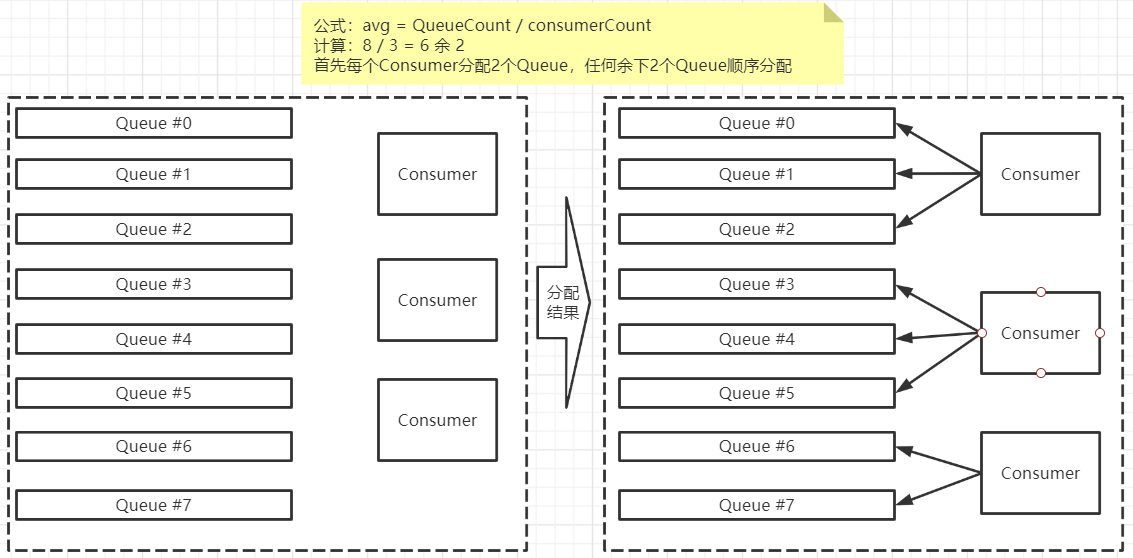 公式：avg = QueueCount / consumerCount
计算：8 / 3 = 6 余 2
首先每个Consumer分配2个Queue，任何余下2个Queue顺序分配
Queue #0
Queue #1
Queue #2
Queue #3
Queue #4
Queue #5
Queue #6
Queue #7
Consumer
Consumer
Consumer
分配
结果
Queue #0
Queue #1
Queue #2
Queue #3
Queue #4
Queue #5
Queue #6
Queue #7
Consumer
Consumer
Consumer